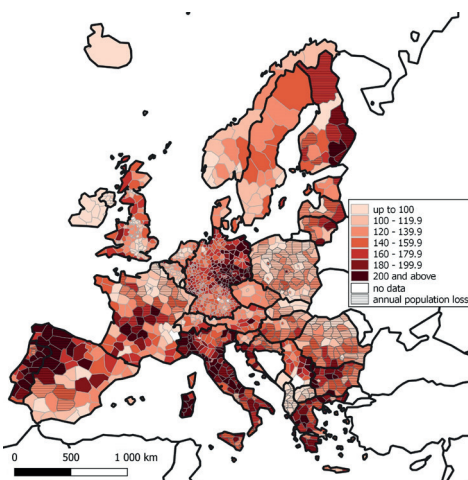 up to 100
100 - 119.9
120 - 139.9
140 - 159.9
160 - 179.9
180 - 199.9
200 and above
no data
annual population loss
0 500 1 000 km